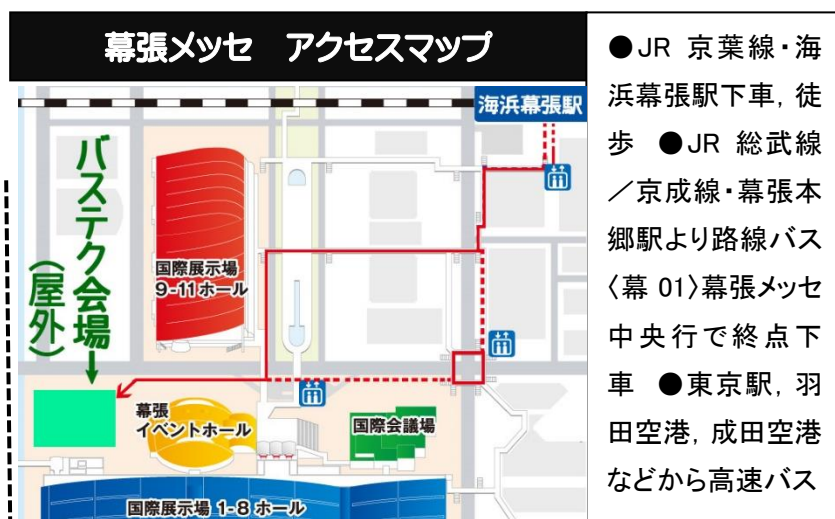 幕張メッセ　アクセスマップ
海浜幕張駅
バステク会場→
(屋外)
国際展示場
9-11ホール
幕張
イベントホール
国際会議場
国際展示場 1-8 ホール
●JR 京葉線・海
浜幕張駅下車, 徒
歩 ●JR 総武線
／京成線・幕張本
郷駅より路線バス
〈幕 01〉幕張メッセ
中央行で終点下
車 ●東京駅, 羽
田空港, 成田空港
などから高速バス